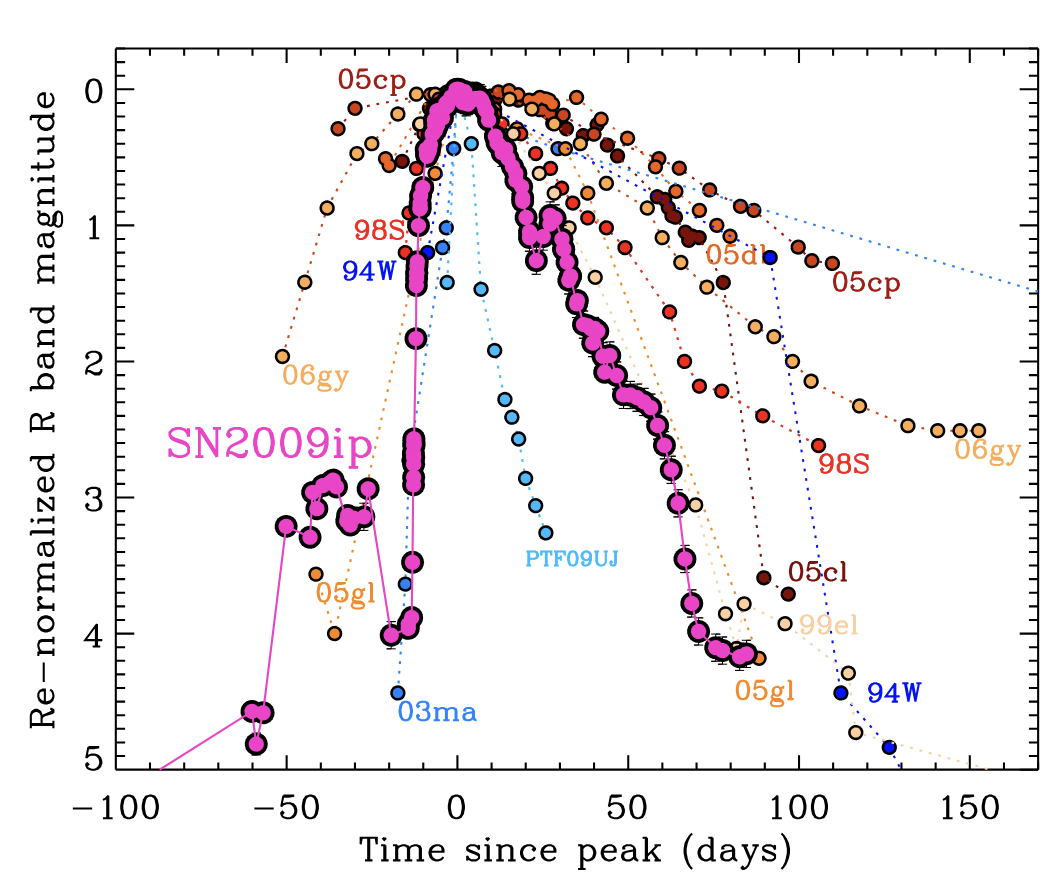 05cp
0
98S
1
94W
05dl
05cp
06gy
2
SN2009ip
98S
06gy
3
PTF09UJ
05gl
05cl
99el
4
05gl
94W
03ma
5
Re-normalized R band magnitude
-100 -50 0 50 100 150
Time since peak (days)